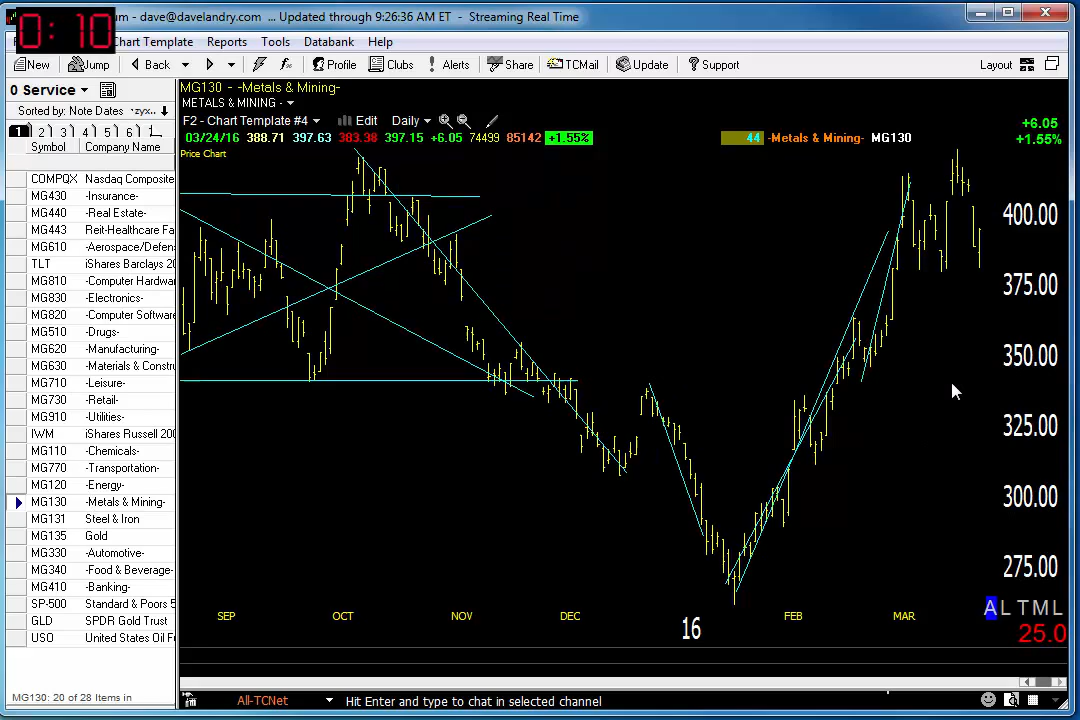 um - dave@davelandry.com ... Updated through 9:26:36 AM ET - Streaming Real Time
0:10
Chart Template Reports Tools Databank Help
New Jump Back Profile Clubs Alerts Share TCMail Update Support Layout
0 Service
Sorted by: Note Dates
1 2 3 4 5 6 1
Symbol Company Name
COMPQX Nasdaq Composite
MG430 -Insurance-
MG440 -Real Estate-
MG443 Reit-Healthcare Fa
MG610 -Aerospace/Defen
TLT iShares Barclays 20
MG810 -Computer Hardwa
MG830 -Electronics-
MG820 -Computer Software
MG510 -Drugs-
MG620 -Manufacturing-
MG630 -Materials & Constru
MG710 -Leisure-
MG730 -Retail-
MG910 -Utilities-
IWM iShares Russell 200
MG110 -Chemicals-
MG770 -Transportation-
MG120 -Energy-
MG130 -Metals & Mining-
MG131 Steel & Iron
MG135 Gold
MG330 -Automotive-
MG340 -Food & Beverage-
MG410 -Banking-
SP-500 Standard & Poors 5
GLD SPDR Gold Trust
USO United States Oil F
MG130: 20 of 28 Items in
MG130 - -Metals & Mining-
METALS & MINING -
F2 - Chart Template #4 Edit Daily
03/24/16 388.71 397.63 383.38 397.15 +6.05 74499 85142 +1.55%
44 -Metals & Mining- MG130
+6.05
+1.55%
Price Chart
400.00
375.00
350.00
325.00
300.00
275.00
SEP OCT NOV DEC 16 FEB MAR
A L T M L
25.0
All-TCNet Hit Enter and type to chat in selected channel